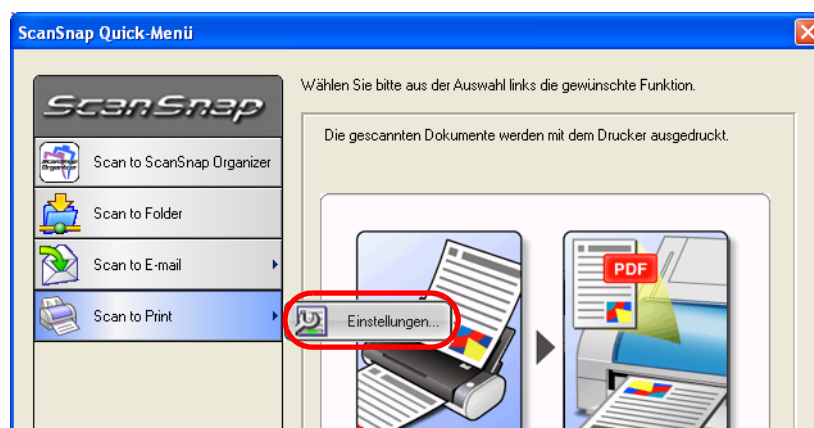 ScanSnap Quick-Menü
ScanSnap
Wählen Sie bitte aus der Auswahl links die gewünschte Funktion.
Die gescannten Dokumente werden mit dem Drucker ausgedruckt.
Scan to ScanSnap Organizer
Scan to Folder
Scan to E-mail
Scan to Print
Einstellungen...
PDF